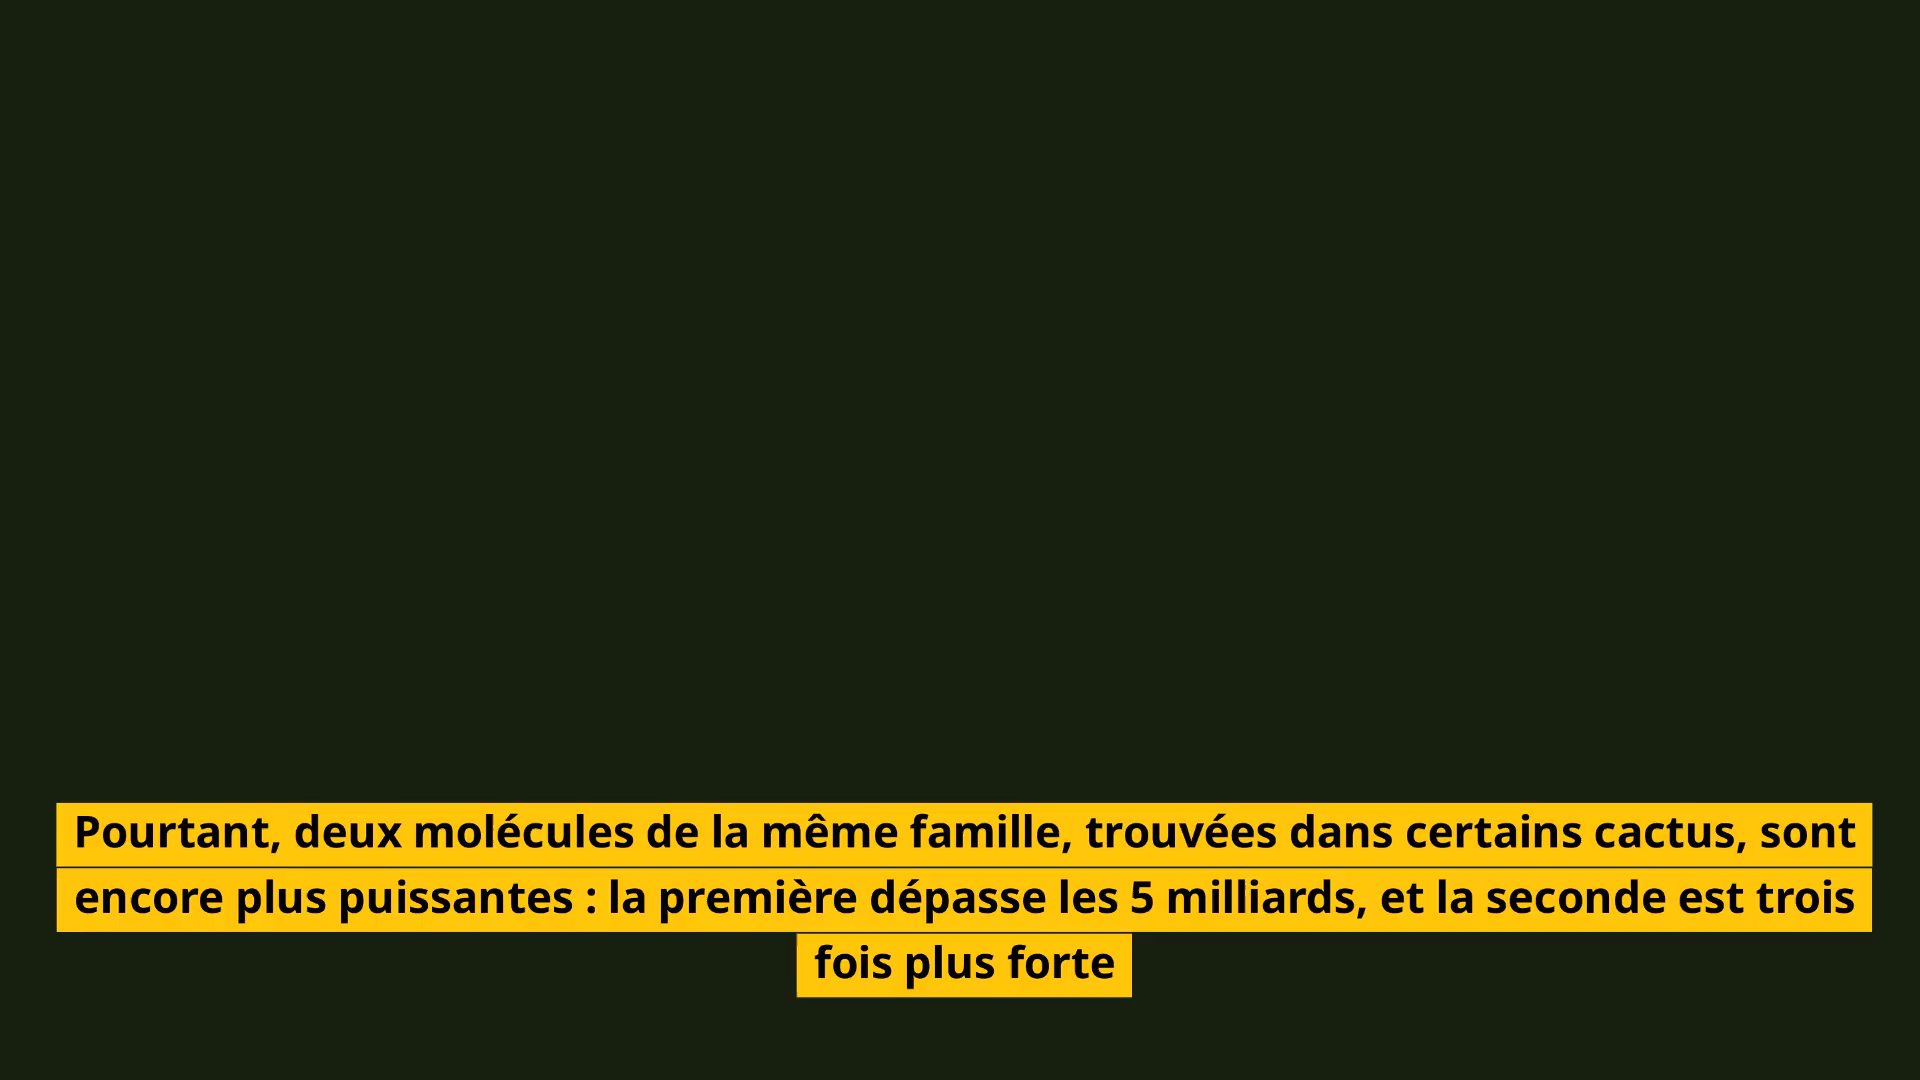 Pourtant, deux molécules de la même famille, trouvées dans certains cactus, sont
encore plus puissantes : la première dépasse les 5 milliards, et la seconde est trois
fois plus forte